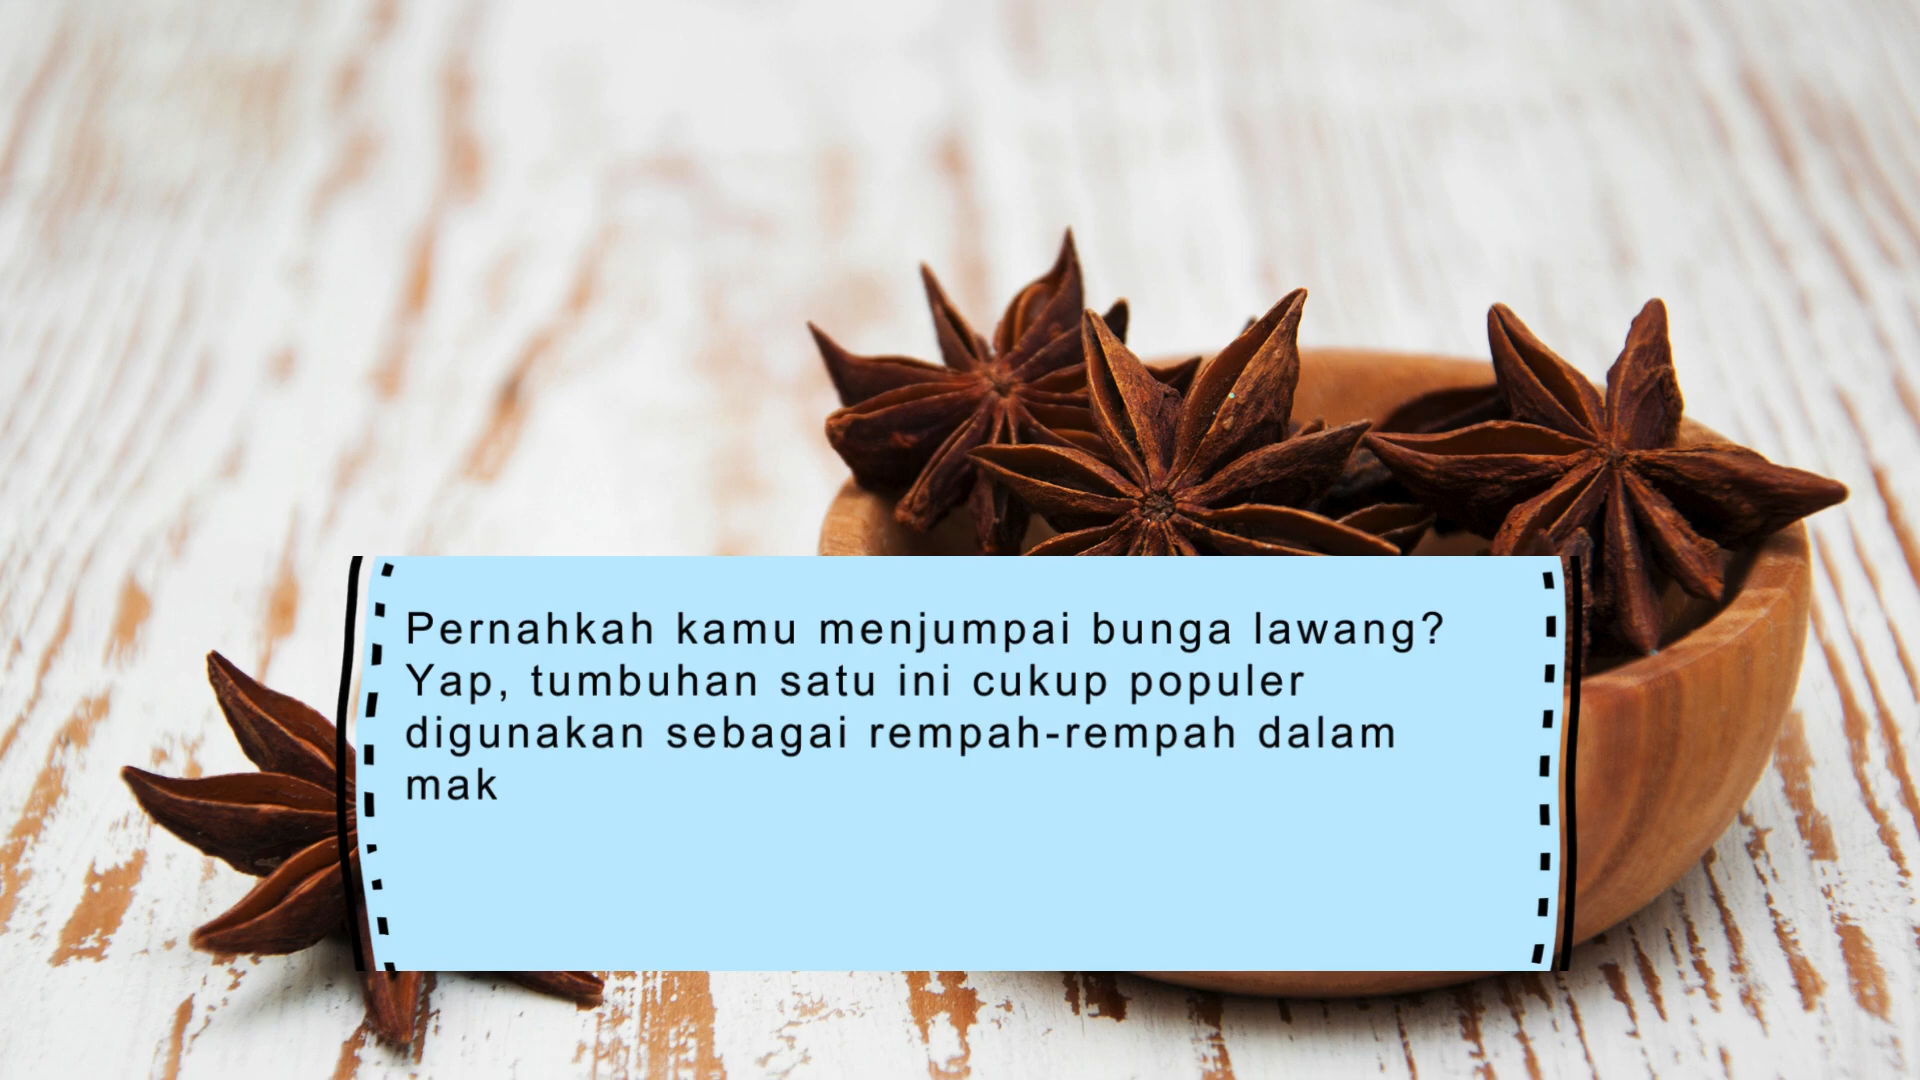 Pernahkah kamu menjumpai bunga lawang?
Yap, tumbuhan satu ini cukup populer
digunakan sebagai rempah-rempah dalam
mak